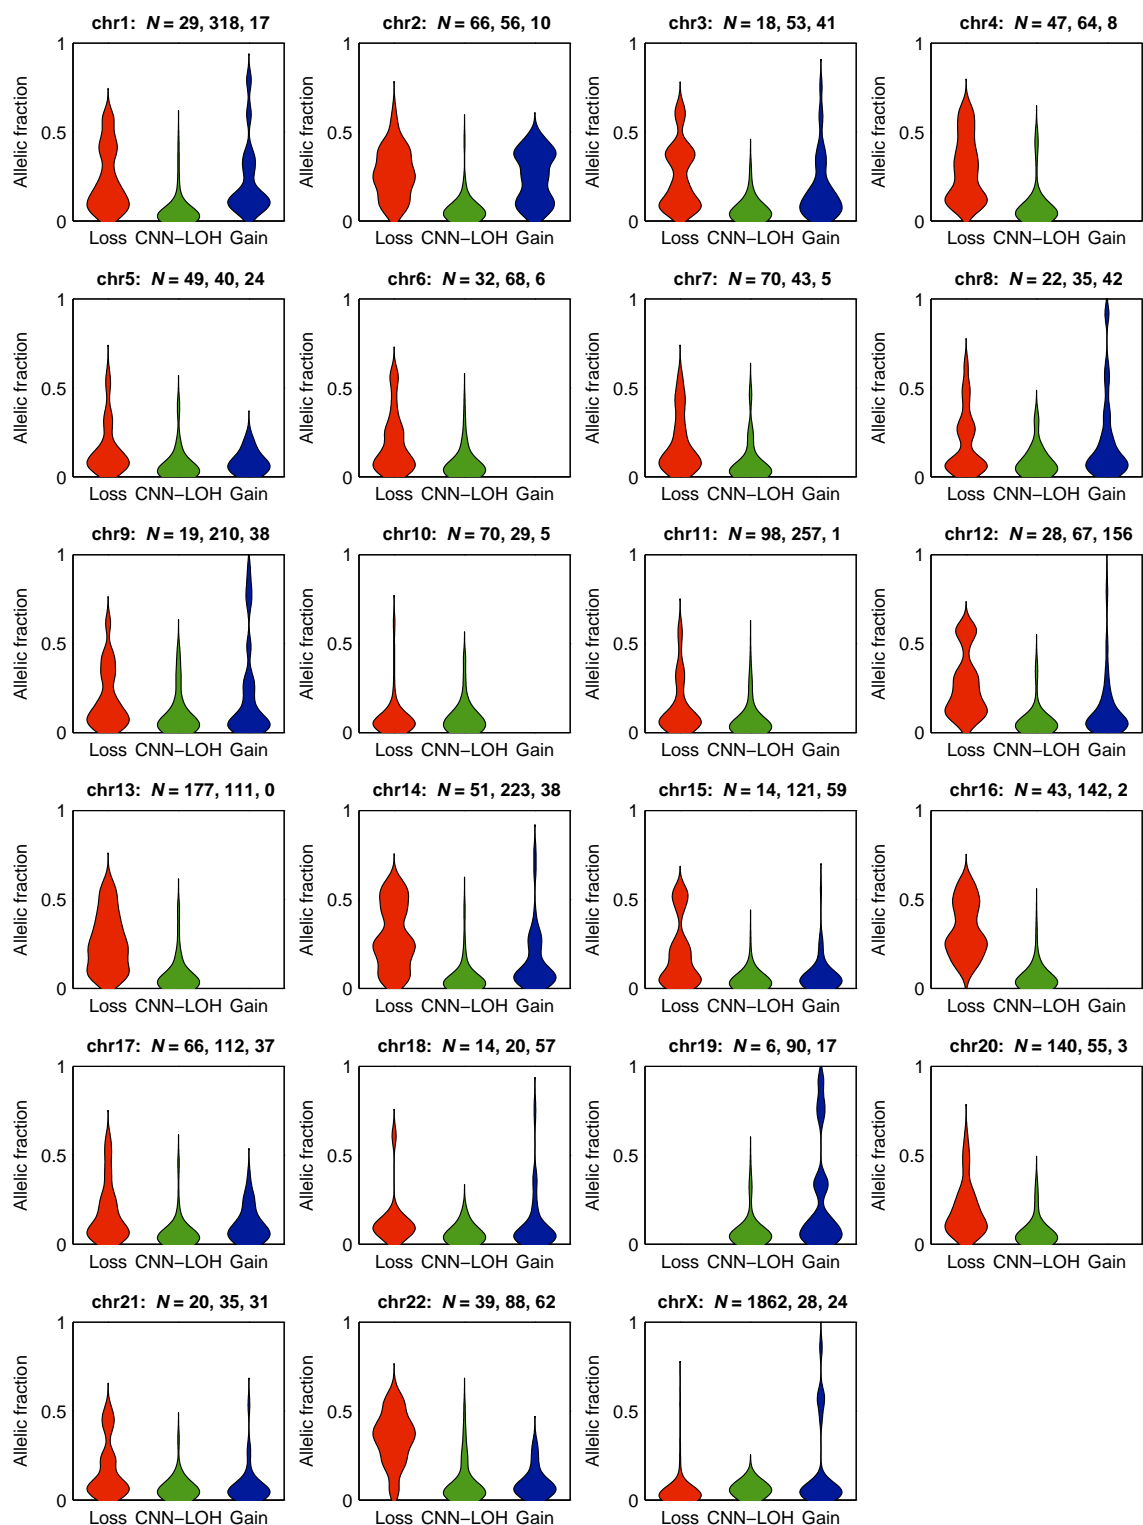 chr1: N = 29, 318, 17
chr2: N = 66, 56, 10
chr3: N = 18, 53, 41
chr4: N = 47, 64, 8
1
0.5
0
Allelic fraction
Loss CNN−LOH Gain
1
0.5
0
Allelic fraction
Loss CNN−LOH Gain
1
0.5
0
Allelic fraction
Loss CNN−LOH Gain
1
0.5
0
Allelic fraction
Loss CNN−LOH Gain
chr5: N = 49, 40, 24
chr6: N = 32, 68, 6
chr7: N = 70, 43, 5
chr8: N = 22, 35, 42
1
0.5
0
Allelic fraction
Loss CNN−LOH Gain
1
0.5
0
Allelic fraction
Loss CNN−LOH Gain
1
0.5
0
Allelic fraction
Loss CNN−LOH Gain
1
0.5
0
Allelic fraction
Loss CNN−LOH Gain
chr9: N = 19, 210, 38
chr10: N = 70, 29, 5
chr11: N = 98, 257, 1
chr12: N = 28, 67, 156
1
0.5
0
Allelic fraction
Loss CNN−LOH Gain
1
0.5
0
Allelic fraction
Loss CNN−LOH Gain
1
0.5
0
Allelic fraction
Loss CNN−LOH Gain
1
0.5
0
Allelic fraction
Loss CNN−LOH Gain
chr13: N = 177, 111, 0
chr14: N = 51, 223, 38
chr15: N = 14, 121, 59
chr16: N = 43, 142, 2
1
0.5
0
Allelic fraction
Loss CNN−LOH Gain
1
0.5
0
Allelic fraction
Loss CNN−LOH Gain
1
0.5
0
Allelic fraction
Loss CNN−LOH Gain
1
0.5
0
Allelic fraction
Loss CNN−LOH Gain
chr17: N = 66, 112, 37
chr18: N = 14, 20, 57
chr19: N = 6, 90, 17
chr20: N = 140, 55, 3
1
0.5
0
Allelic fraction
Loss CNN−LOH Gain
1
0.5
0
Allelic fraction
Loss CNN−LOH Gain
1
0.5
0
Allelic fraction
Loss CNN−LOH Gain
1
0.5
0
Allelic fraction
Loss CNN−LOH Gain
chr21: N = 20, 35, 31
chr22: N = 39, 88, 62
chrX: N = 1862, 28, 24
1
0.5
0
Allelic fraction
Loss CNN−LOH Gain
1
0.5
0
Allelic fraction
Loss CNN−LOH Gain
1
0.5
0
Allelic fraction
Loss CNN−LOH Gain